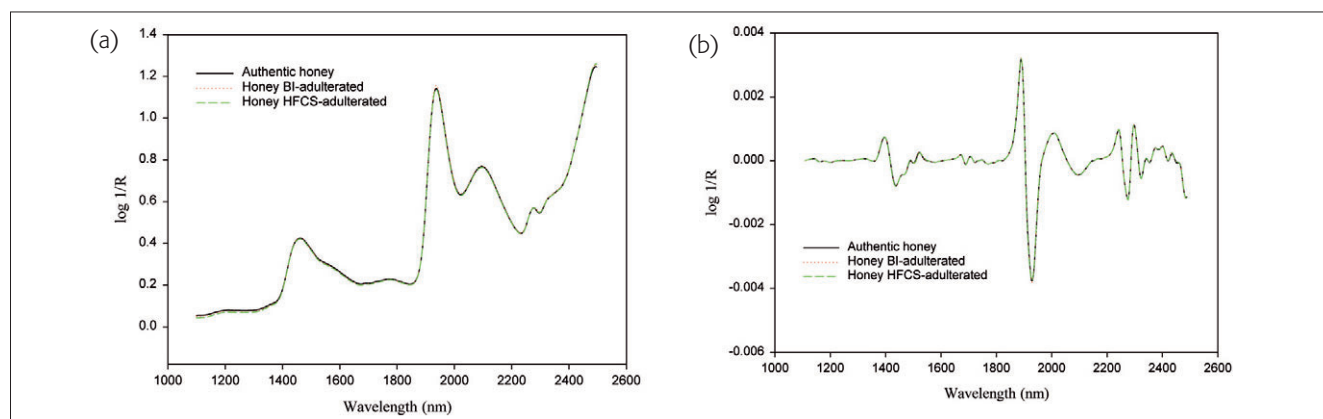 (a)
1.4
1.2
1.0
0.8
0.6
0.4
0.2
0.0
log 1/R
Authentic honey
Honey BI-adulterated
Honey HFCS-adulterated
1000 1200 1400 1600 1800 2000 2200 2400 2600
Wavelength (nm)
(b)
0.004
0.002
0.000
-0.002
-0.004
-0.006
log 1/R
Authentic honey
Honey BI-adulterated
Honey HFCS-adulterated
1000 1200 1400 1600 1800 2000 2200 2400 2600
Wavelength (nm)